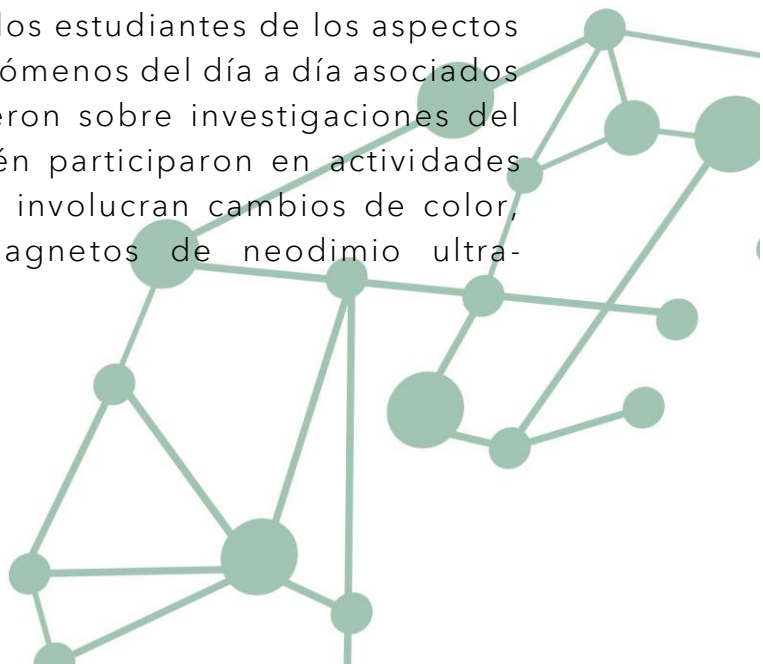 los estudiantes de los aspectos
ómenos del día a día asociados
eron sobre investigaciones del
én participaron en actividades
involucran cambios de color,
agnetos de neodimio ultra-